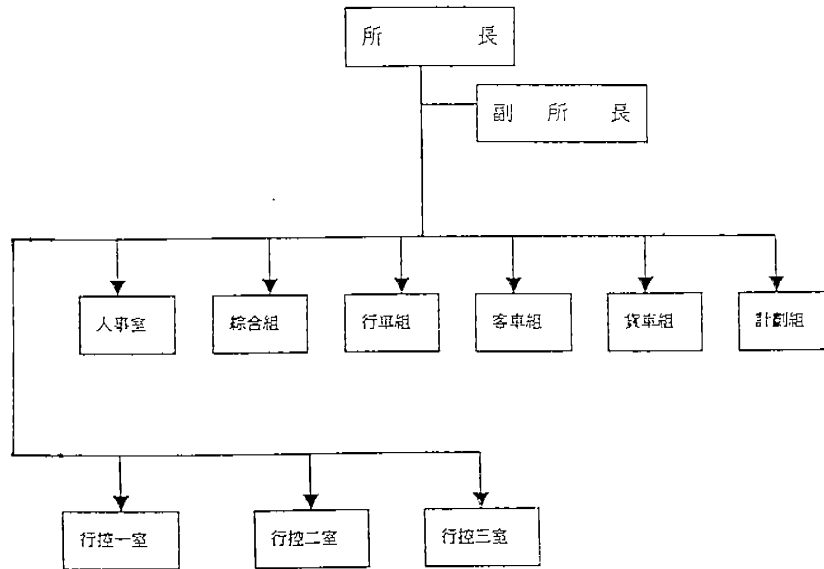 所長
副所長
人事室
綜合組
行車組
客車組
貨車組
計劃組
行控一室
行控二室
行控三室